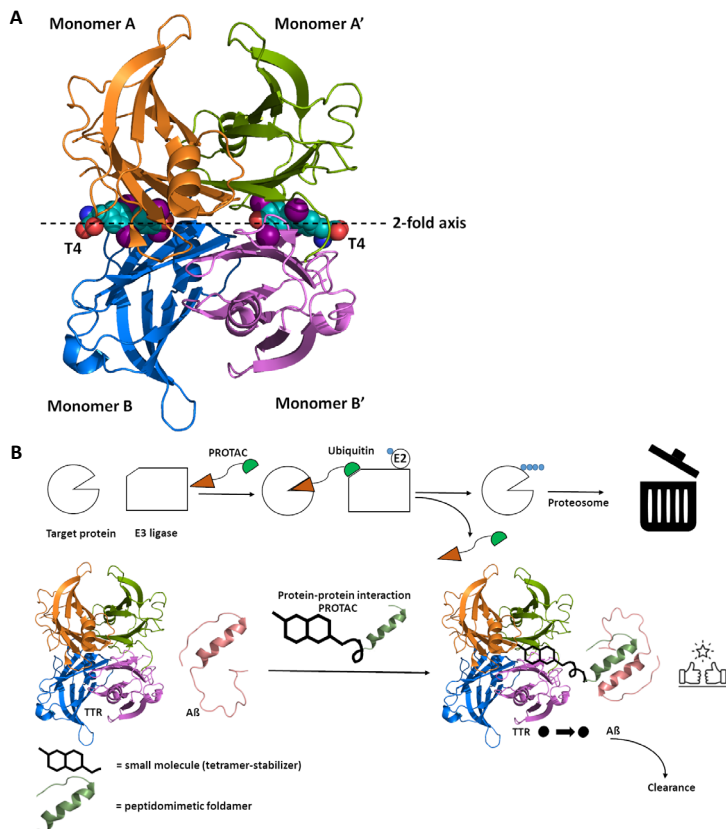 A
Monomer A
Monomer A’
T4
2-fold axis
T4
Monomer B
Monomer B’
B
PROTAC
Ubiquitin
E2
Target protein
E3 ligase
Proteosome
Protein-protein interaction
PROTAC
TTR
Aß
TTR
Aß
= small molecule (tetramer-stabilizer)
Clearance
= peptidomimetic foldamer